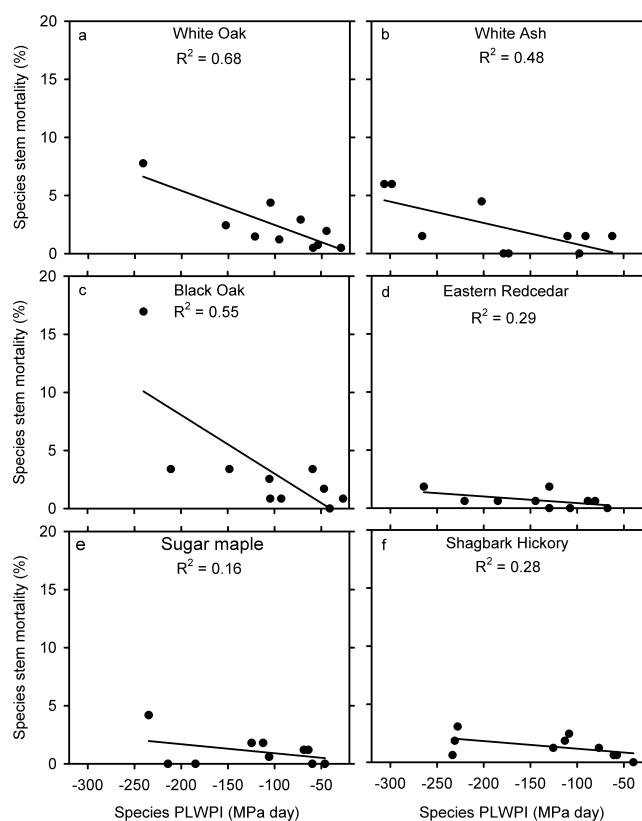 a
White Oak
R² = 0.68
b
White Ash
R² = 0.48
Species stem mortality (%)
20
15
10
5
0
c
Black Oak
R² = 0.55
d
Eastern Redcedar
R² = 0.29
Species stem mortality (%)
20
15
10
5
0
e
Sugar maple
R² = 0.16
f
Shagbark Hickory
R² = 0.28
Species stem mortality (%)
20
15
10
5
0
-300 -250 -200 -150 -100 -50
-300 -250 -200 -150 -100 -50
Species PLWPI (MPa day)
Species PLWPI (MPa day)